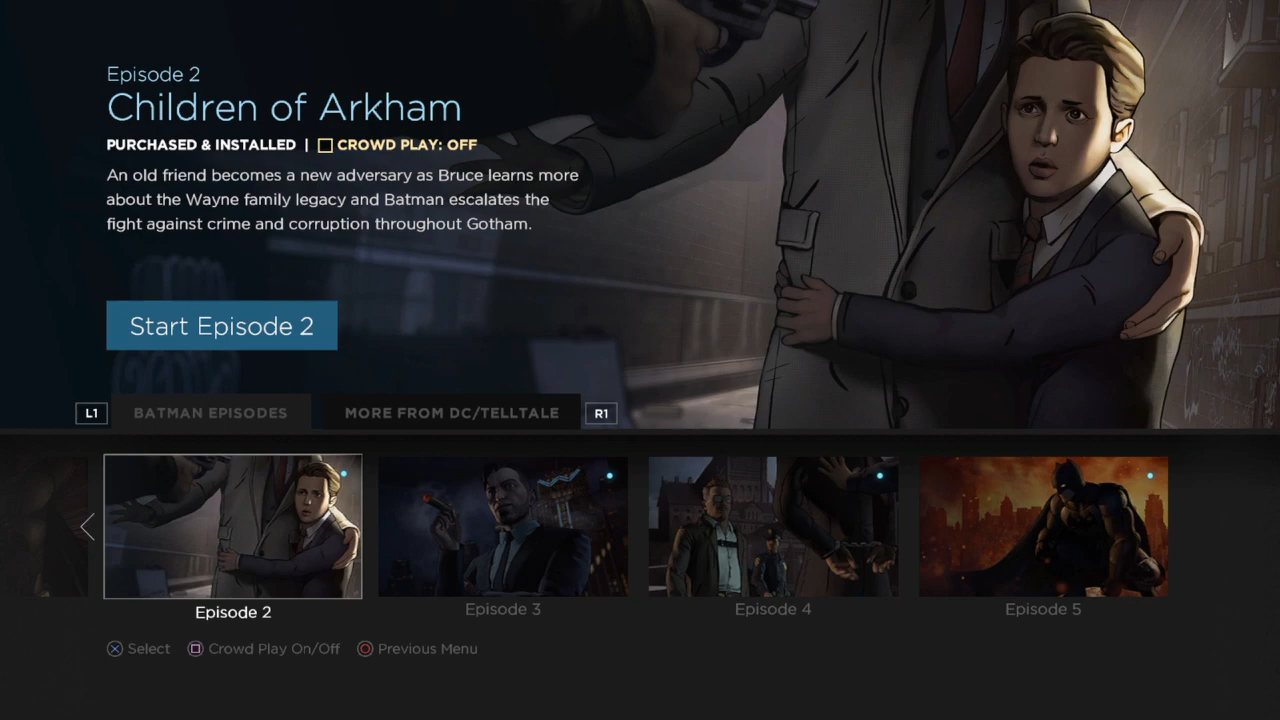 Episode 2
Children of Arkham
PURCHASED & INSTALLED | CROWD PLAY: OFF
An old friend becomes a new adversary as Bruce learns more
about the Wayne family legacy and Batman escalates the
fight against crime and corruption throughout Gotham.
Start Episode 2
L1 BATMAN EPISODES MORE FROM DC/TELLTALE R1
Episode 2 Episode 3 Episode 4 Episode 5
Select Crowd Play On/Off Previous Menu